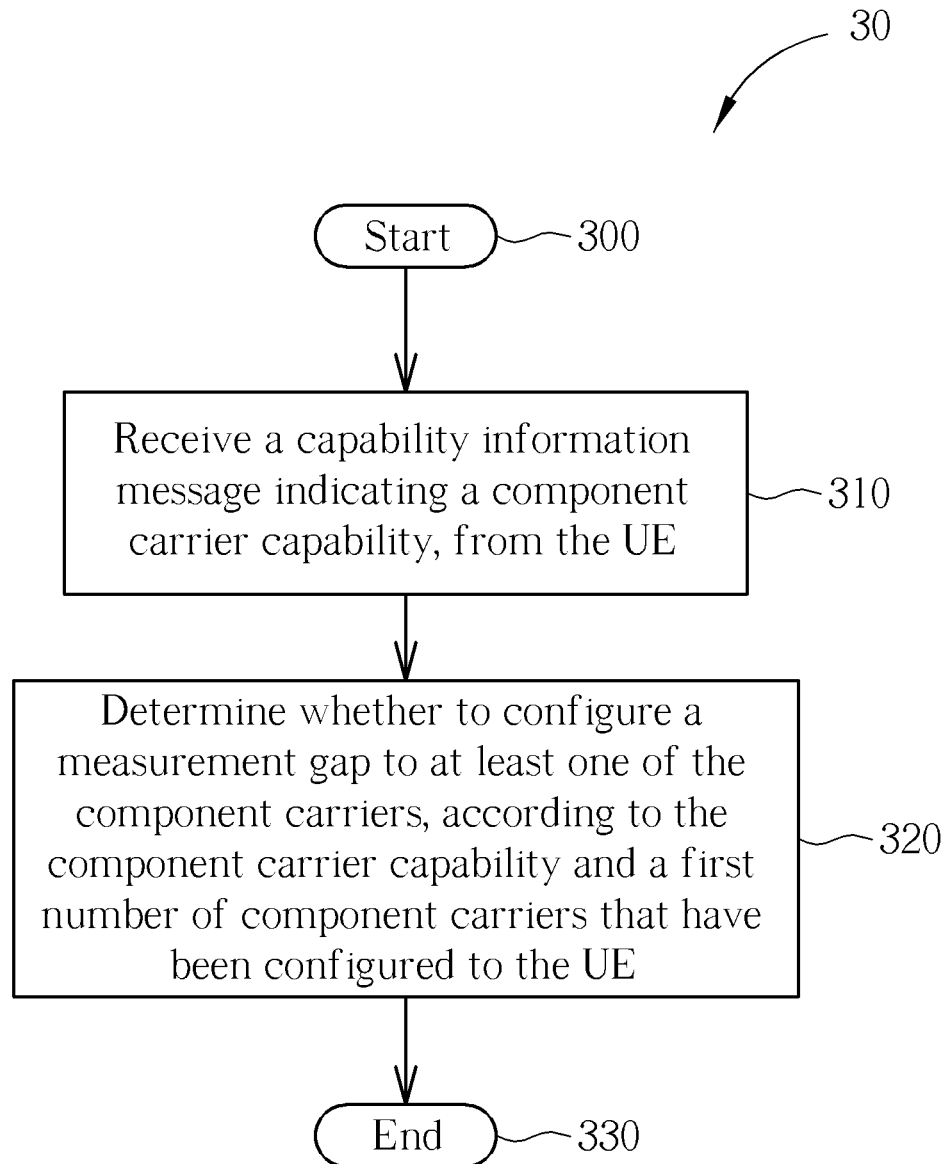 30
Start
300
Receive a capability information
message indicating a component
carrier capability, from the UE
310
Determine whether to configure a
measurement gap to at least one of the
component carriers, according to the
component carrier capability and a first
number of component carriers that have
been configured to the UE
320
End
330